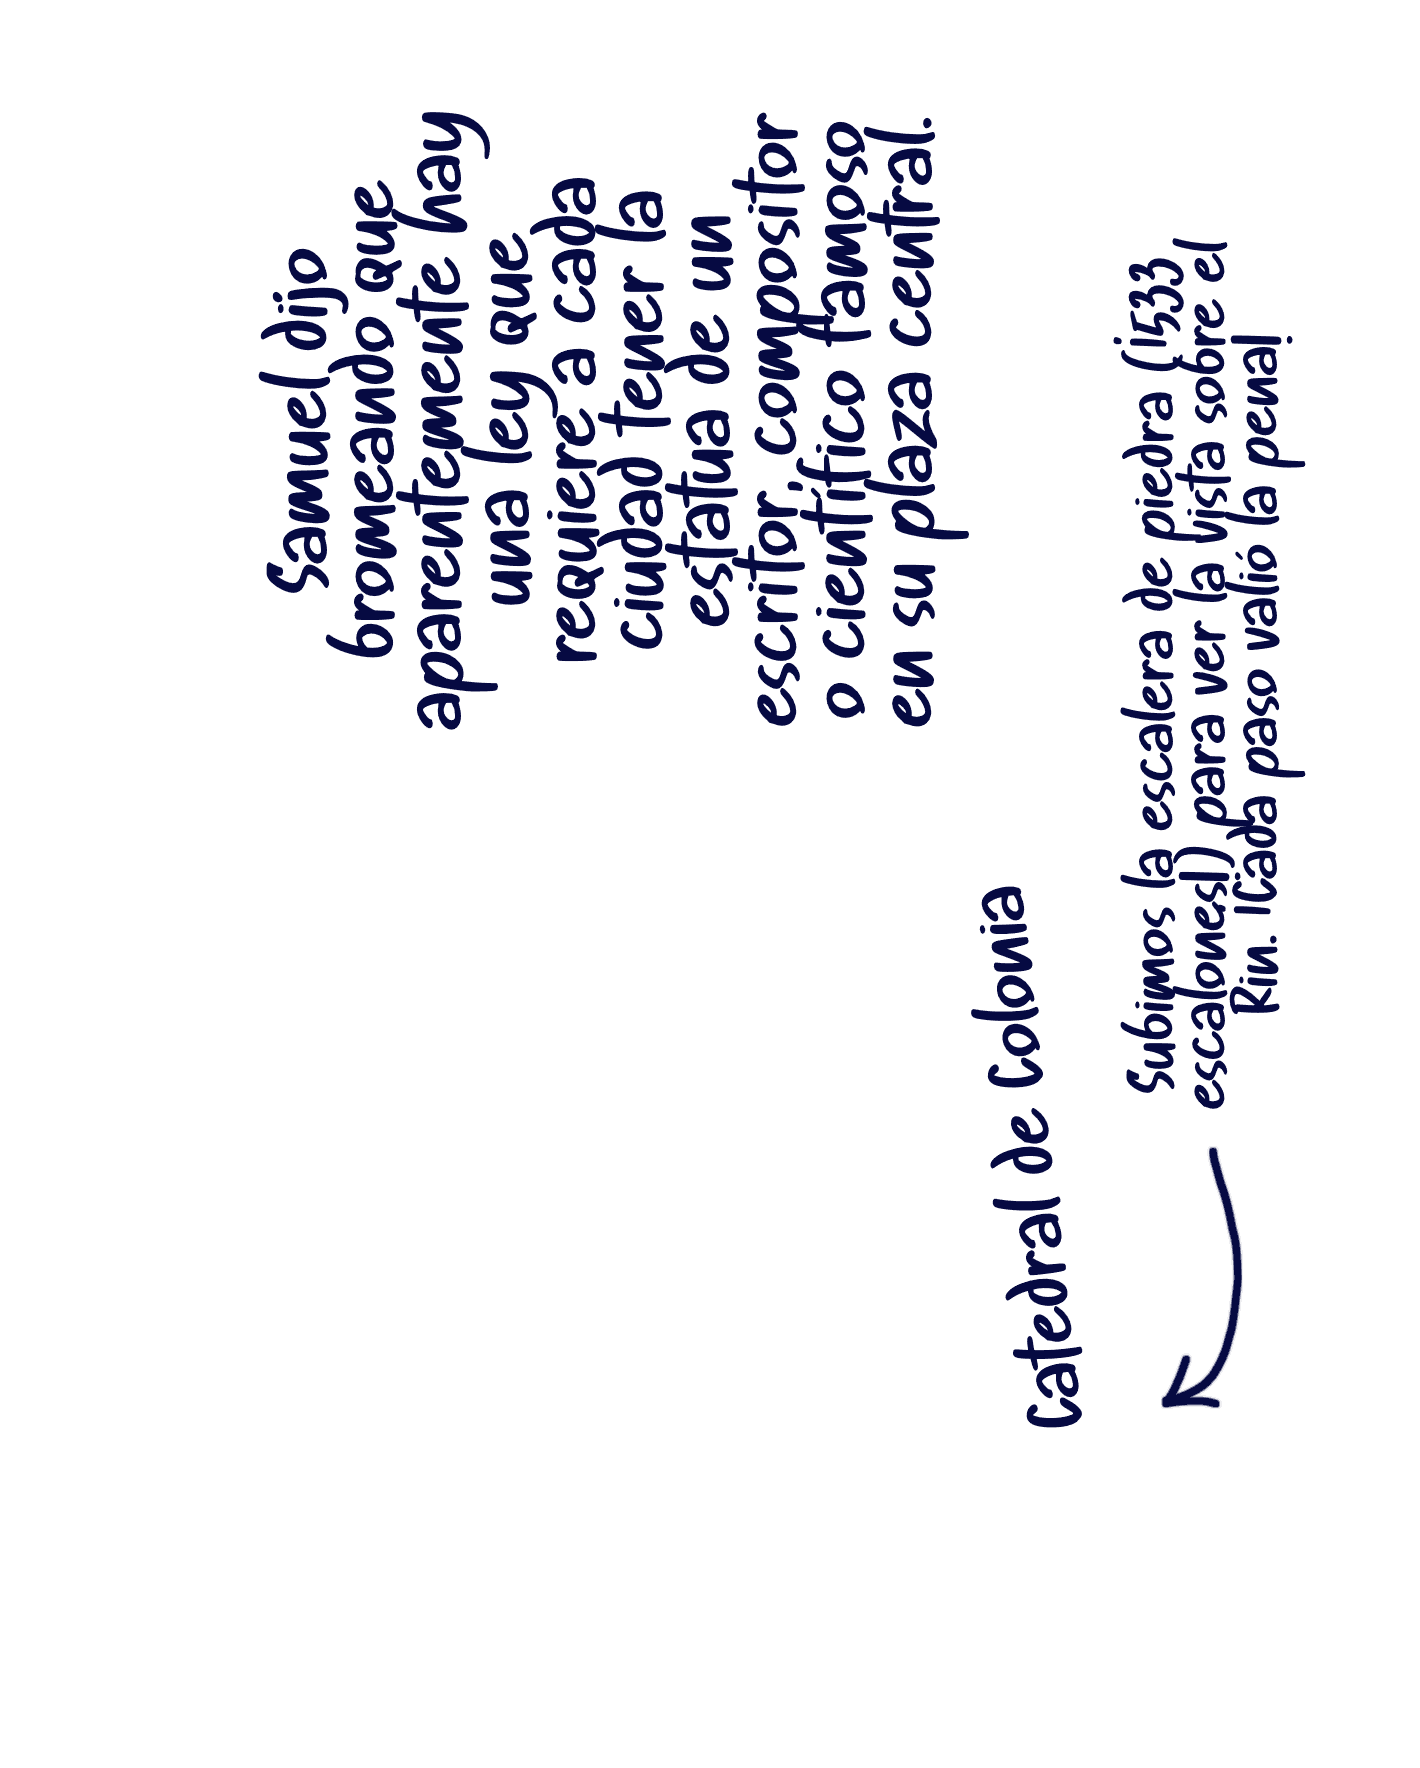 Samuel dijo
bromeando que
aparentemente hay
una ley que
requiere a cada
ciudad tener la
estatua de un
escritor, compositor
o científico famoso
en su plaza central.
Catedral de Colonia
Subimos la escalera de piedra (¡533
escalones!) para ver la vista sobre el
Rin. ¡Cada paso valió la pena!